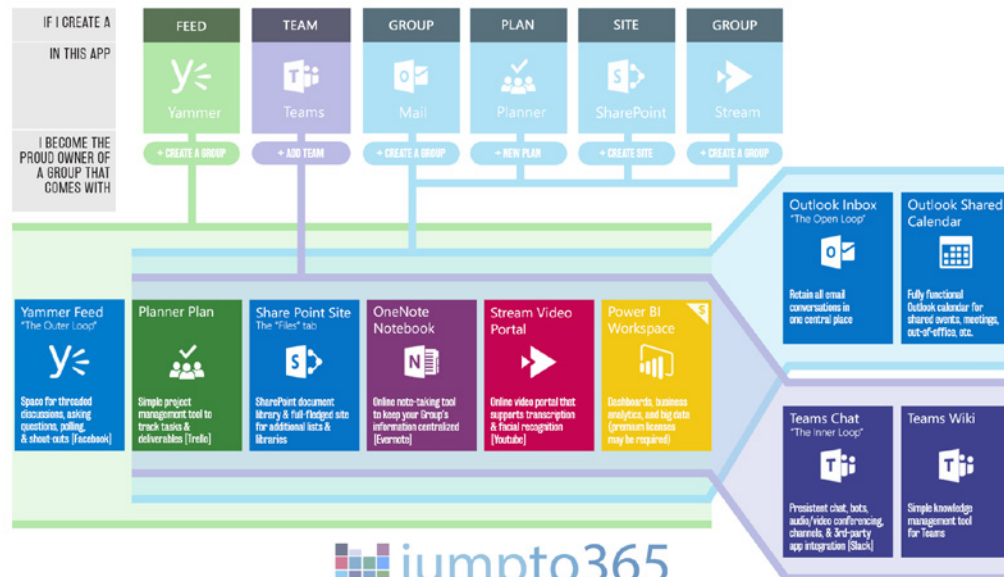 IF I CREATE A
FEED
TEAM
GROUP
PLAN
SITE
GROUP
IN THIS APP
Yammer
Teams
Mail
Planner
SharePoint
Stream
I BECOME THE
PROUD OWNER OF
A GROUP THAT
COMES WITH
+ CREATE A GROUP
+ ADD TEAM
+ CREATE A GROUP
+ NEW PLAN
+ CREATE SITE
+ CREATE A GROUP
Outlook Inbox
"The Open Loop"
Retain all email
conversations in
one central place
Outlook Shared
Calendar
Fully functional
Outlook calendar for
shared events, meetings,
out-of-office, etc.
Yammer Feed
"The Outer Loop"
Space for threaded
discussions, asking
questions, polling,
& shout-outs [Facebook]
Planner Plan
Simple project
management tool to
track tasks &
deliverables [Trello]
Share Point Site
The "Files" tab
SharePoint document
library & full-fledged site
for additional lists &
libraries
OneNote
Notebook
Online note-taking tool
to keep your Group's
information centralized
[Evernote]
Stream Video
Portal
Online video portal that
supports transcription
& facial recognition
[Youtube]
Power BI
Workspace
$
Dashboards, business
analytics, and big data
(premium licenses
may be required)
Teams Chat
"The Inner Loop"
Presistent chat, bots,
audio/video conferencing,
channels, & 3rd-party
app integration [Slack]
Teams Wiki
Simple knowledge
management tool
for Teams
jumpto365